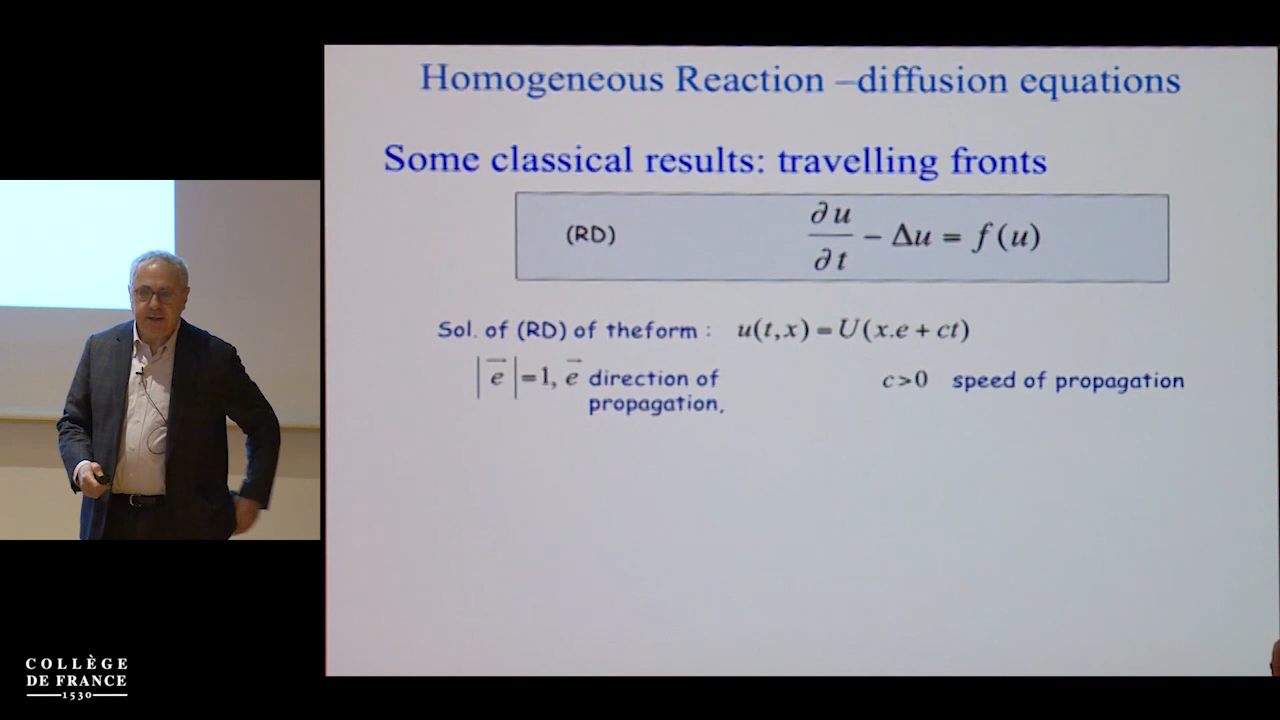 Homogeneous Reaction –diffusion equations
Some classical results: travelling fronts
(RD) ∂u/∂t − Δu = f(u)
Sol. of (RD) of theform : u(t,x) = U(x.e + ct)
|e⃗|=1, e⃗ direction of propagation,
c>0 speed of propagation
COLLÈGE
DE FRANCE
1530